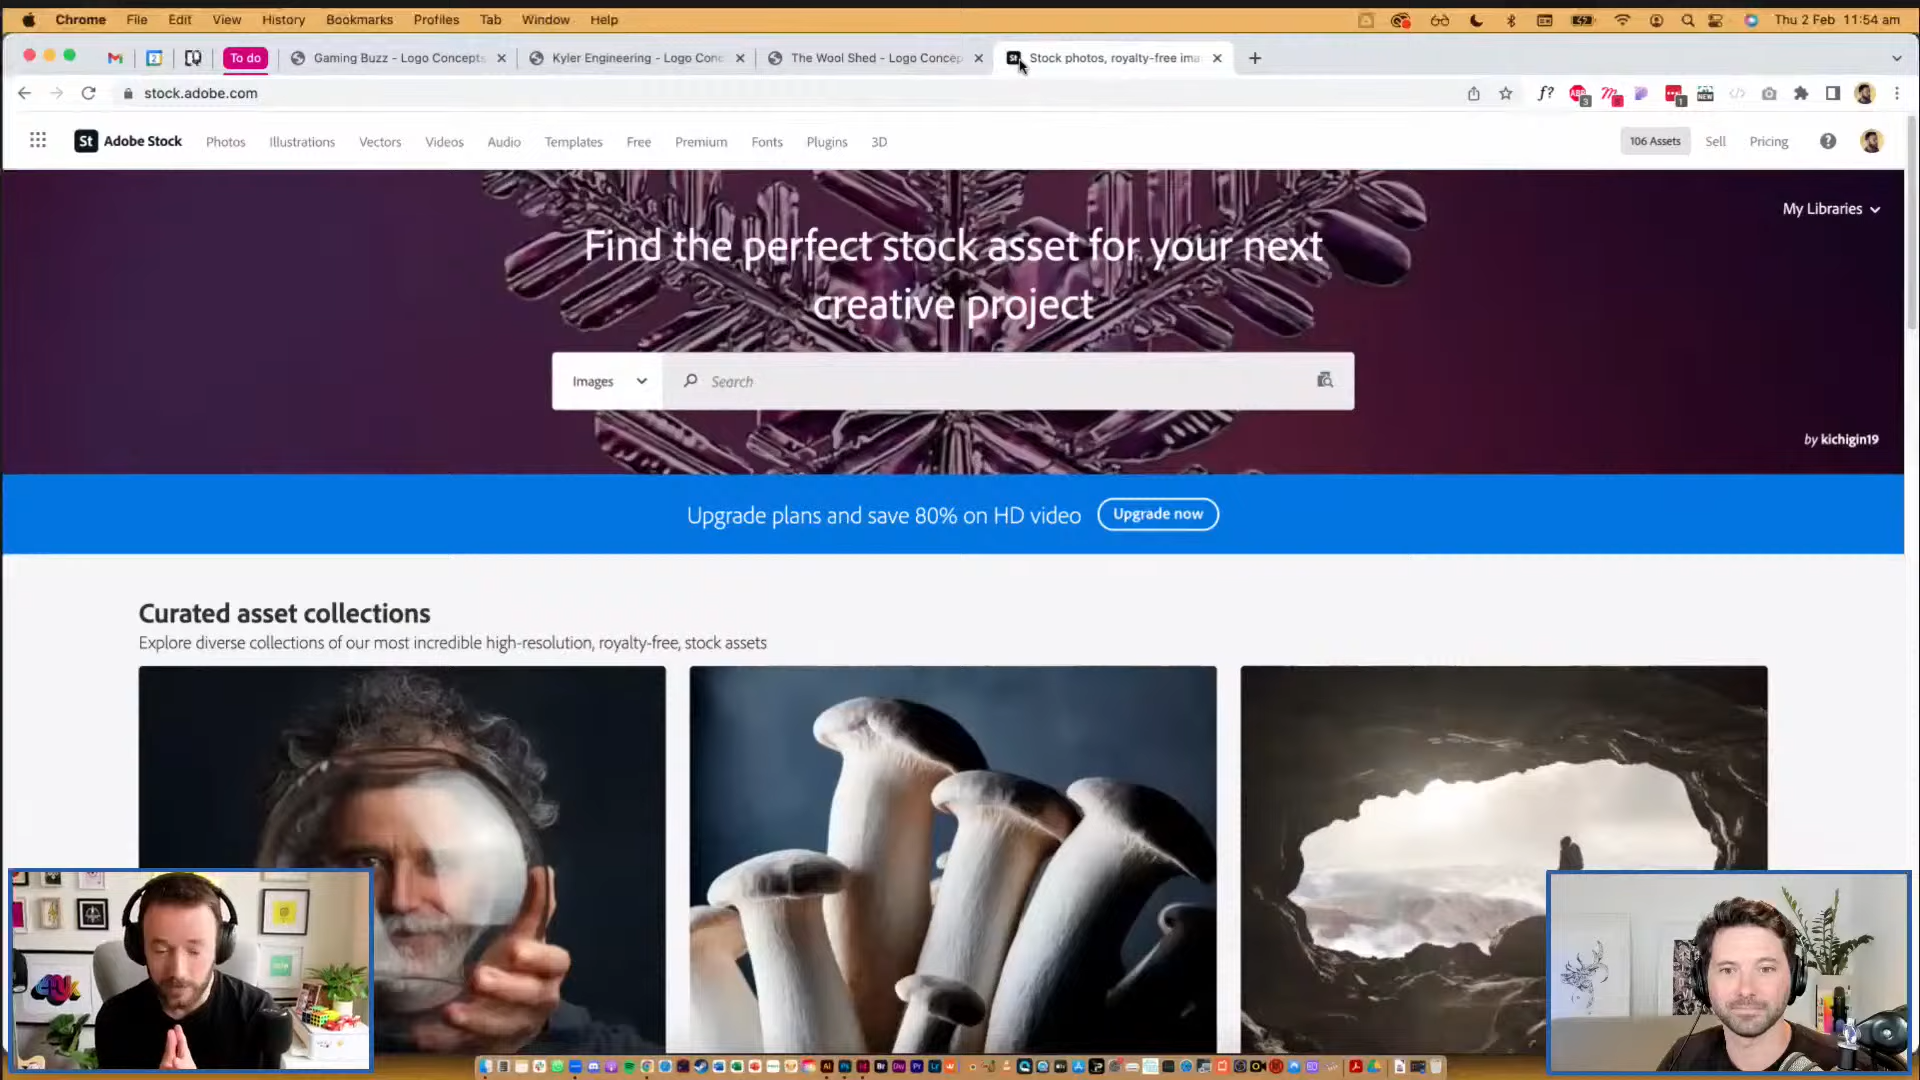 Chrome File Edit View History Bookmarks Profiles Tab Window Help Thu 2 Feb 11:54 am
To do Gaming Buzz - Logo Concepts Kyler Engineering - Logo Conc The Wool Shed - Logo Concep Stock photos, royalty-free ima
stock.adobe.com
St Adobe Stock Photos Illustrations Vectors Videos Audio Templates Free Premium Fonts Plugins 3D 106 Assets Sell Pricing
My Libraries
Find the perfect stock asset for your next
creative project
Images Search
by kichigin19
Upgrade plans and save 80% on HD video Upgrade now
Curated asset collections
Explore diverse collections of our most incredible high-resolution, royalty-free, stock assets